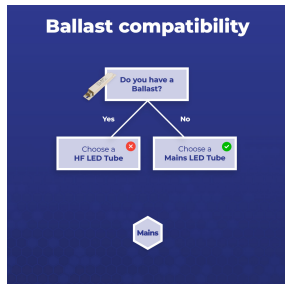 Ballast compatibility
Do you have a
Ballast?
Yes
No
Choose a
HF LED Tube
Choose a
Mains LED Tube
Mains